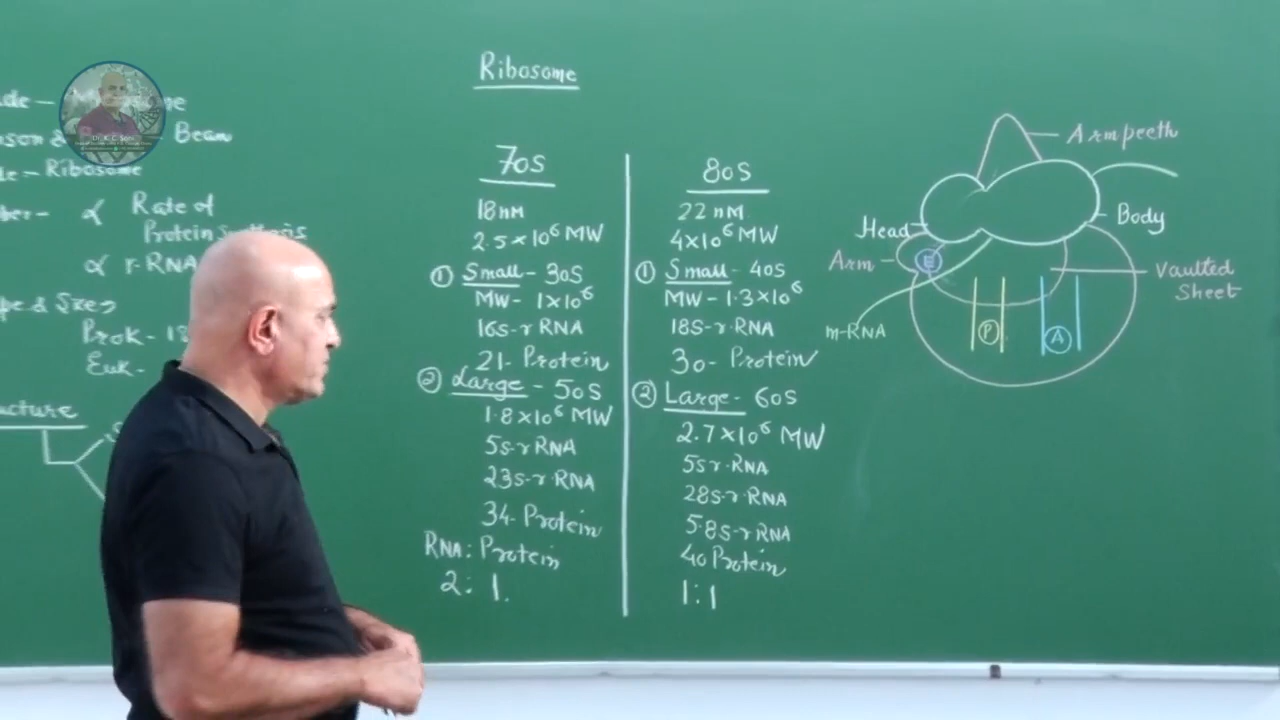 Ribosome
Bean
Ribosome
α Rate of
Protein Synthesis
α r-RNA
Prok - 18
Euk -
70S
18nm
2.5×10⁶ MW
① Small - 30S
MW - 1×10⁶
16S-r RNA
21- Protein
② Large - 50S
1.8×10⁶ MW
5s-r RNA
23s-r RNA
34- Protein
RNA: Protein
2: 1.
80S
22 nM
4×10⁶ MW
① Small - 40S
MW - 1.3×10⁶
18S-r.RNA
30- Protein
② Large - 60S
2.7×10⁶ MW
5s r.RNA
28s-r.RNA
5.8s-r RNA
40 Protein
1:1
Armpeeth
Head
Body
Arm
E
Vaulted
Sheet
m-RNA
P
A